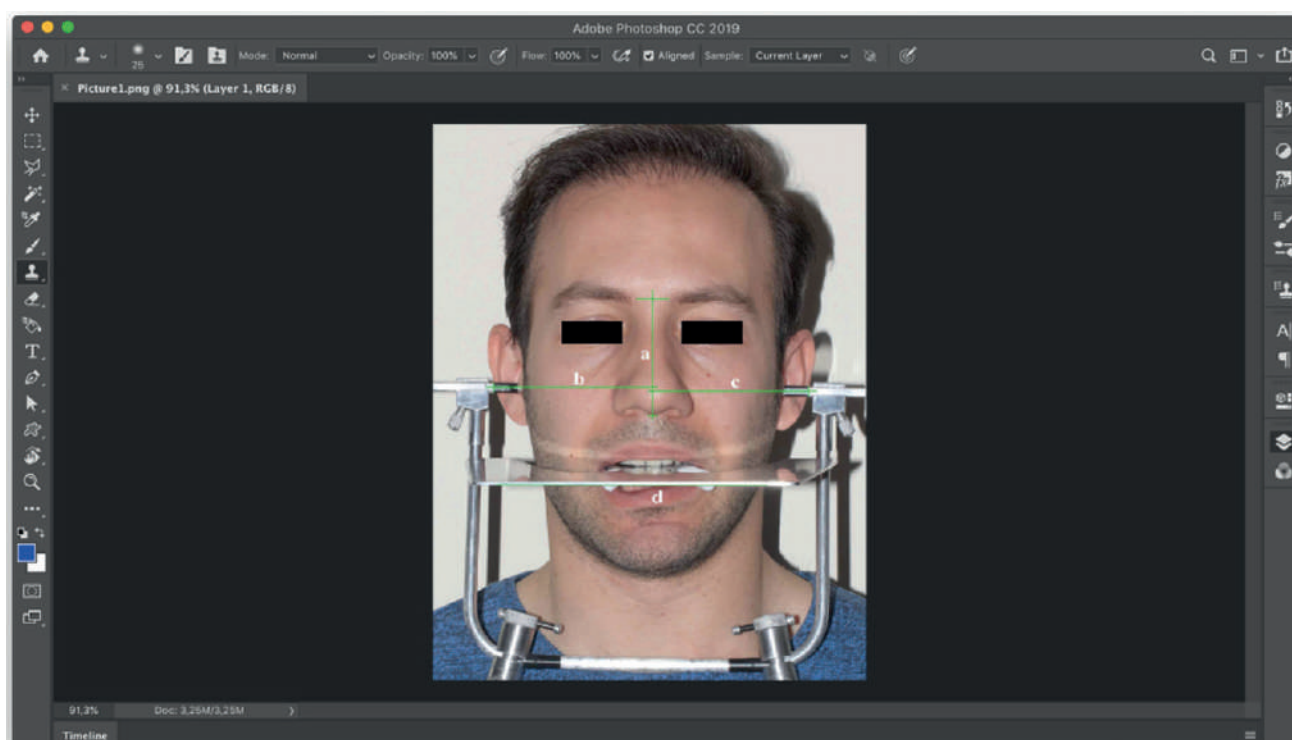 Adobe Photoshop CC 2019
25 Mode: Normal Opacity: 100% Flow: 100% Aligned Sample: Current Layer
× Picture1.png @ 91,3% (Layer 1, RGB/8)
a
b
c
d
91,3% Doc: 3,25M/3,25M
Timeline